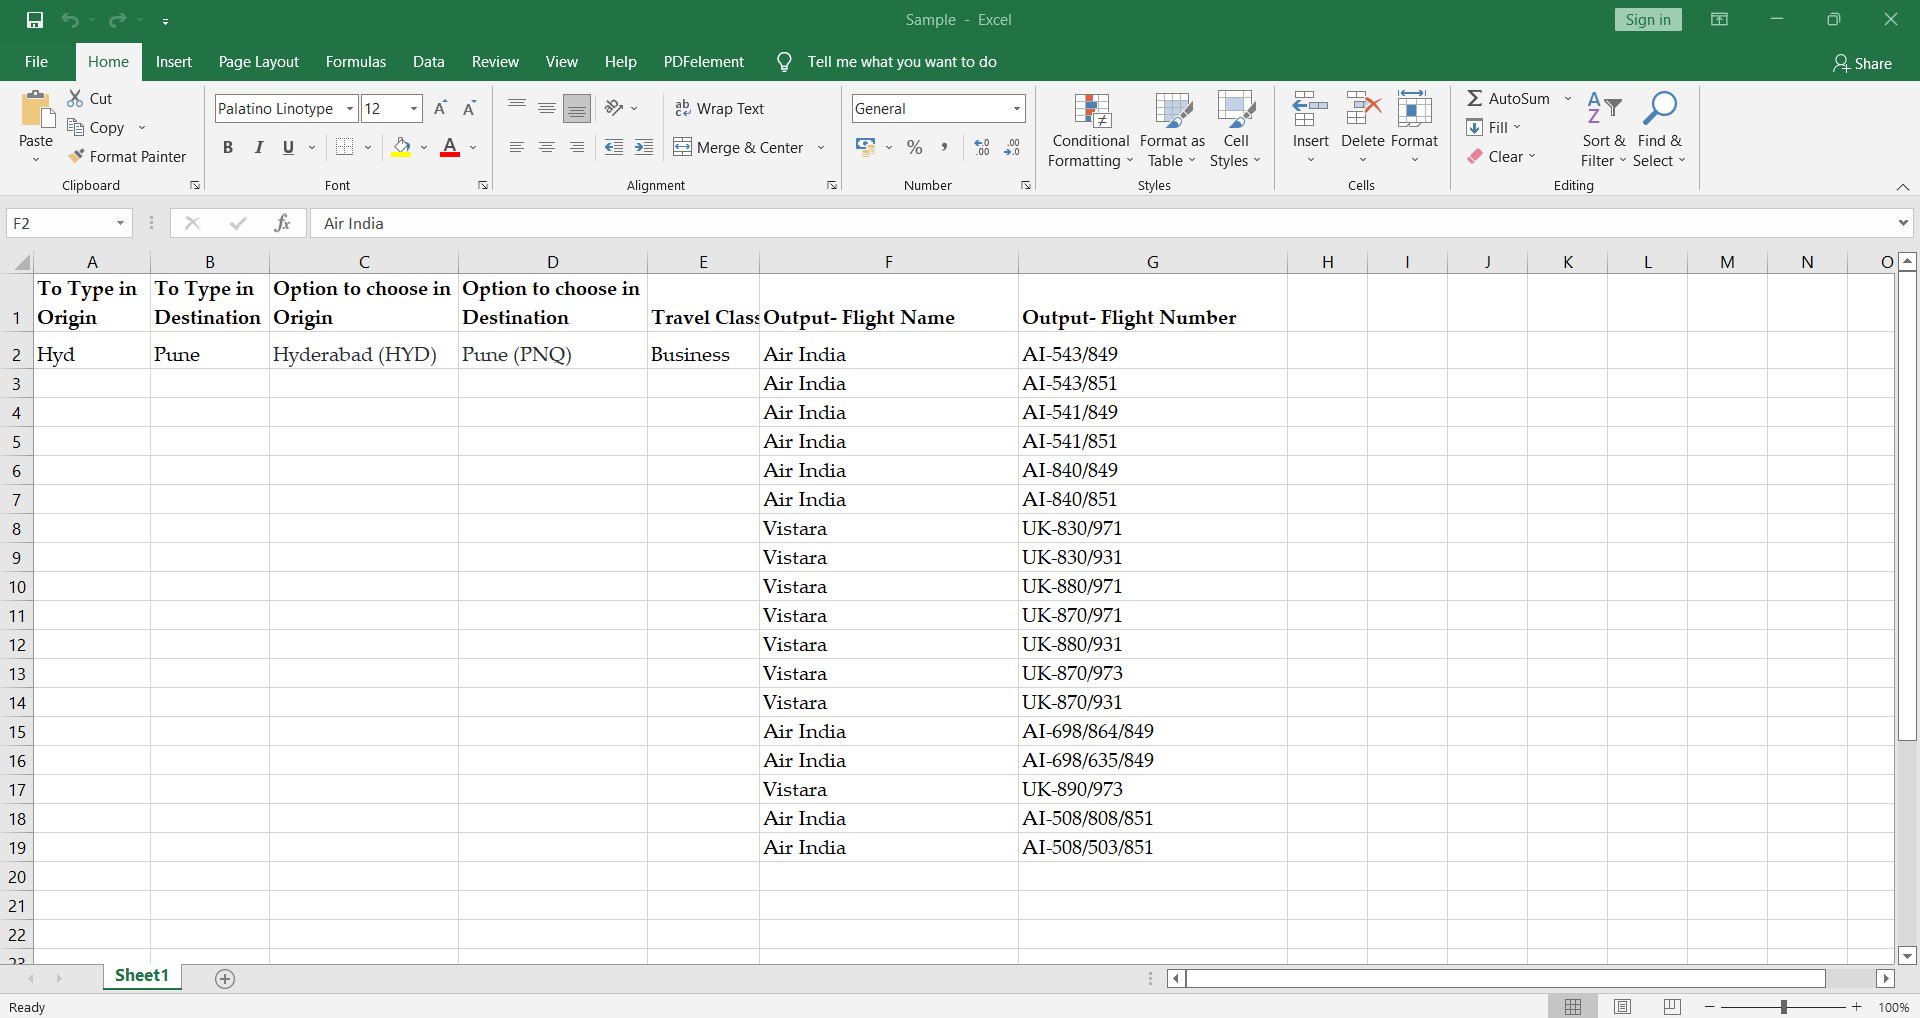 Sample - Excel
Sign in
File Home Insert Page Layout Formulas Data Review View Help PDFelement Tell me what you want to do Share
Paste
Cut
Copy
Format Painter
Clipboard
Palatino Linotype 12
B I U
Font
Wrap Text
Merge & Center
Alignment
General
Number
Conditional Formatting
Format as Table
Cell Styles
Styles
Insert Delete Format
Cells
AutoSum
Fill
Clear
Sort & Filter
Find & Select
Editing
F2 fx Air India
A B C D E F G H I J K L M N O
1 To Type in Origin To Type in Destination Option to choose in Origin Option to choose in Destination Travel Clas Output- Flight Name Output- Flight Number
2 Hyd Pune Hyderabad (HYD) Pune (PNQ) Business Air India AI-543/849
3 Air India AI-543/851
4 Air India AI-541/849
5 Air India AI-541/851
6 Air India AI-840/849
7 Air India AI-840/851
8 Vistara UK-830/971
9 Vistara UK-830/931
10 Vistara UK-880/971
11 Vistara UK-870/971
12 Vistara UK-880/931
13 Vistara UK-870/973
14 Vistara UK-870/931
15 Air India AI-698/864/849
16 Air India AI-698/635/849
17 Vistara UK-890/973
18 Air India AI-508/808/851
19 Air India AI-508/503/851
20
21
22
23
Sheet1
Ready
100%